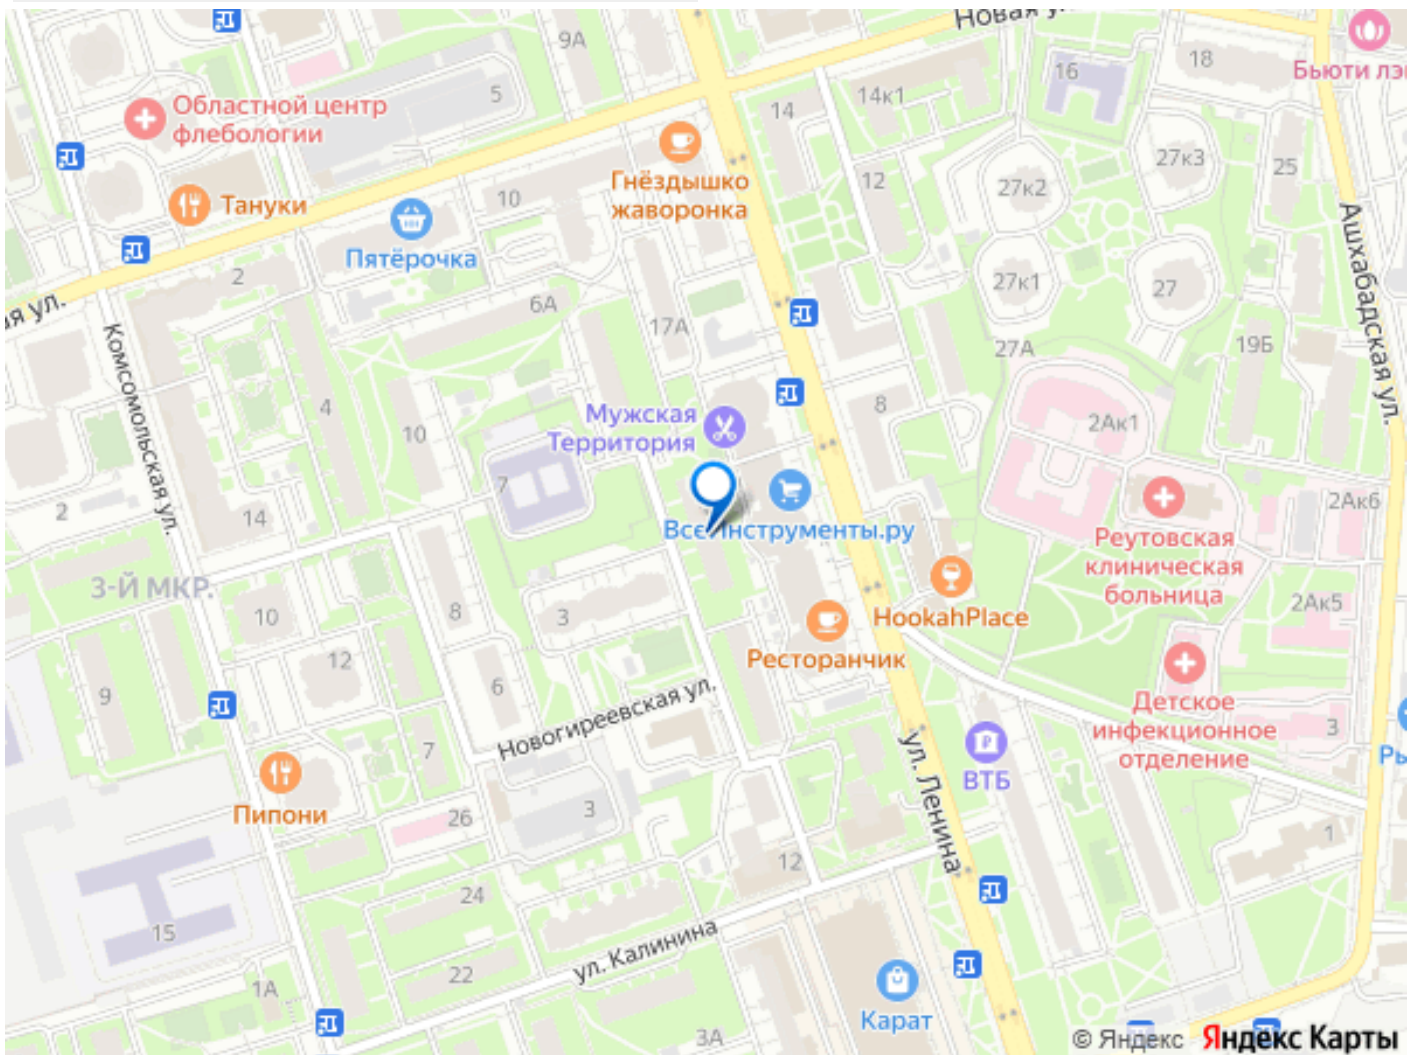 Новая у
9А
18
16
Бьюти лэ
5
14к1
14
Областной центр
флебологии
27к3
25
12
27к2
Гнёздышко
жаворонка
10
Тануки
Пятёрочка
2
27к1
27
6А
ая ул.
17А
Ашхабадская ул.
19Б
27А
Комсомольская ул.
4
8
Мужская
Территория
2Ак1
10
7
2Ак6
2
14
ВсеИнструменты.ру
Реутовская
клиническая
больница
3-Й МКР.
2Ак5
HookahPlace
10
8
3
Ресторанчик
12
9
6
Детское
инфекционное
отделение
3
Новогиреевская ул.
7
ул. Ленина
ВТБ
Ры
Пипони
3
26
1
12
24
15
ул. Калинина
22
1А
Карат
3А
© Яндекс Яндекс Карты